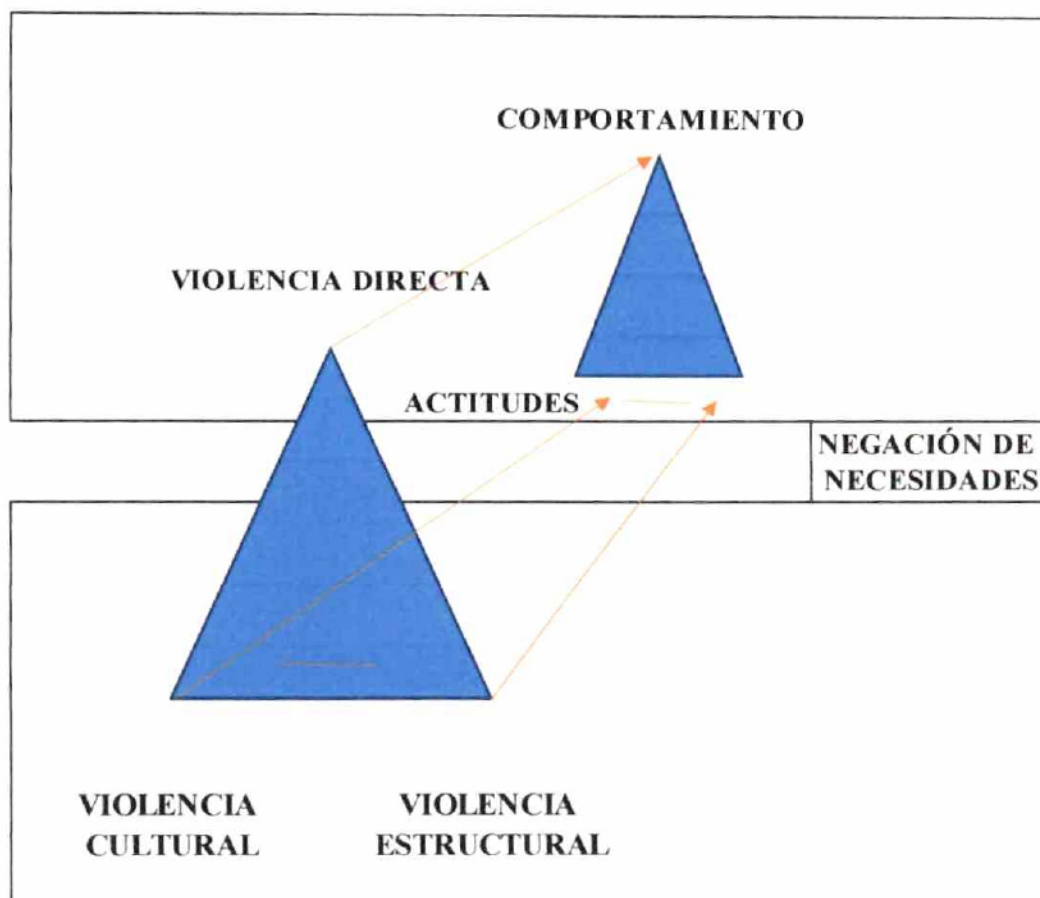 COMPORTAMIENTO
VIOLENCIA DIRECTA
ACTITUDES
NEGACIÓN DE
NECESIDADES
VIOLENCIA
CULTURAL
VIOLENCIA
ESTRUCTURAL